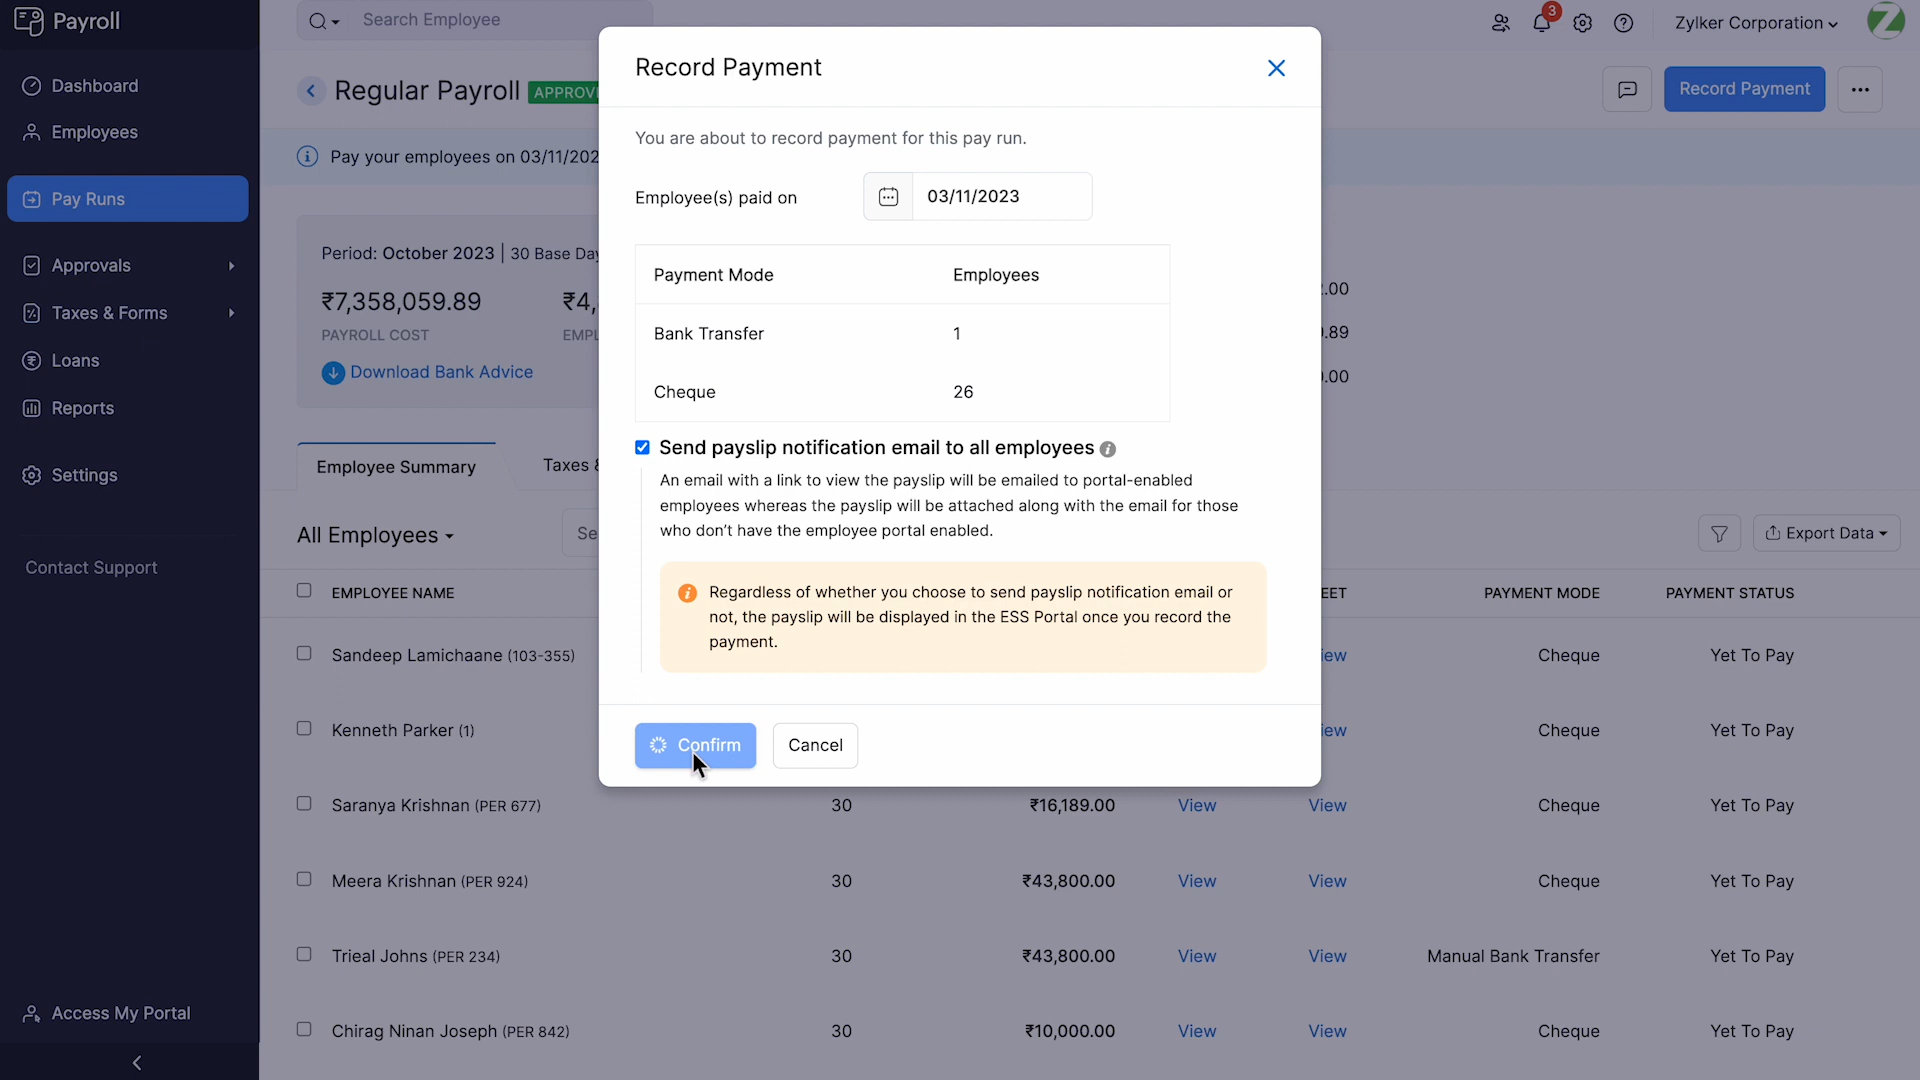 Payroll
Search Employee
3
Zylker Corporation
Dashboard
Employees
Pay Runs
Approvals
Taxes & Forms
Loans
Reports
Settings
Contact Support
Access My Portal
Regular Payroll
Record Payment
Pay your employees on 03/11/202
Period: October 2023 | 30 Base Day
₹7,358,059.89
₹4,
PAYROLL COST
EMPL
Download Bank Advice
.00
.89
.00
Employee Summary
Taxes &
All Employees
Se
Export Data
EMPLOYEE NAME
EET
PAYMENT MODE
PAYMENT STATUS
Sandeep Lamichaane (103-355)
iew
Cheque
Yet To Pay
Kenneth Parker (1)
iew
Cheque
Yet To Pay
Saranya Krishnan (PER 677)
30
₹16,189.00
View
View
Cheque
Yet To Pay
Meera Krishnan (PER 924)
30
₹43,800.00
View
View
Cheque
Yet To Pay
Trieal Johns (PER 234)
30
₹43,800.00
View
View
Manual Bank Transfer
Yet To Pay
Chirag Ninan Joseph (PER 842)
30
₹10,000.00
View
View
Cheque
Yet To Pay
Record Payment
You are about to record payment for this pay run.
Employee(s) paid on
03/11/2023
Payment Mode
Employees
Bank Transfer
1
Cheque
26
Send payslip notification email to all employees
An email with a link to view the payslip will be emailed to portal-enabled
employees whereas the payslip will be attached along with the email for those
who don't have the employee portal enabled.
Regardless of whether you choose to send payslip notification email or
not, the payslip will be displayed in the ESS Portal once you record the
payment.
Confirm
Cancel